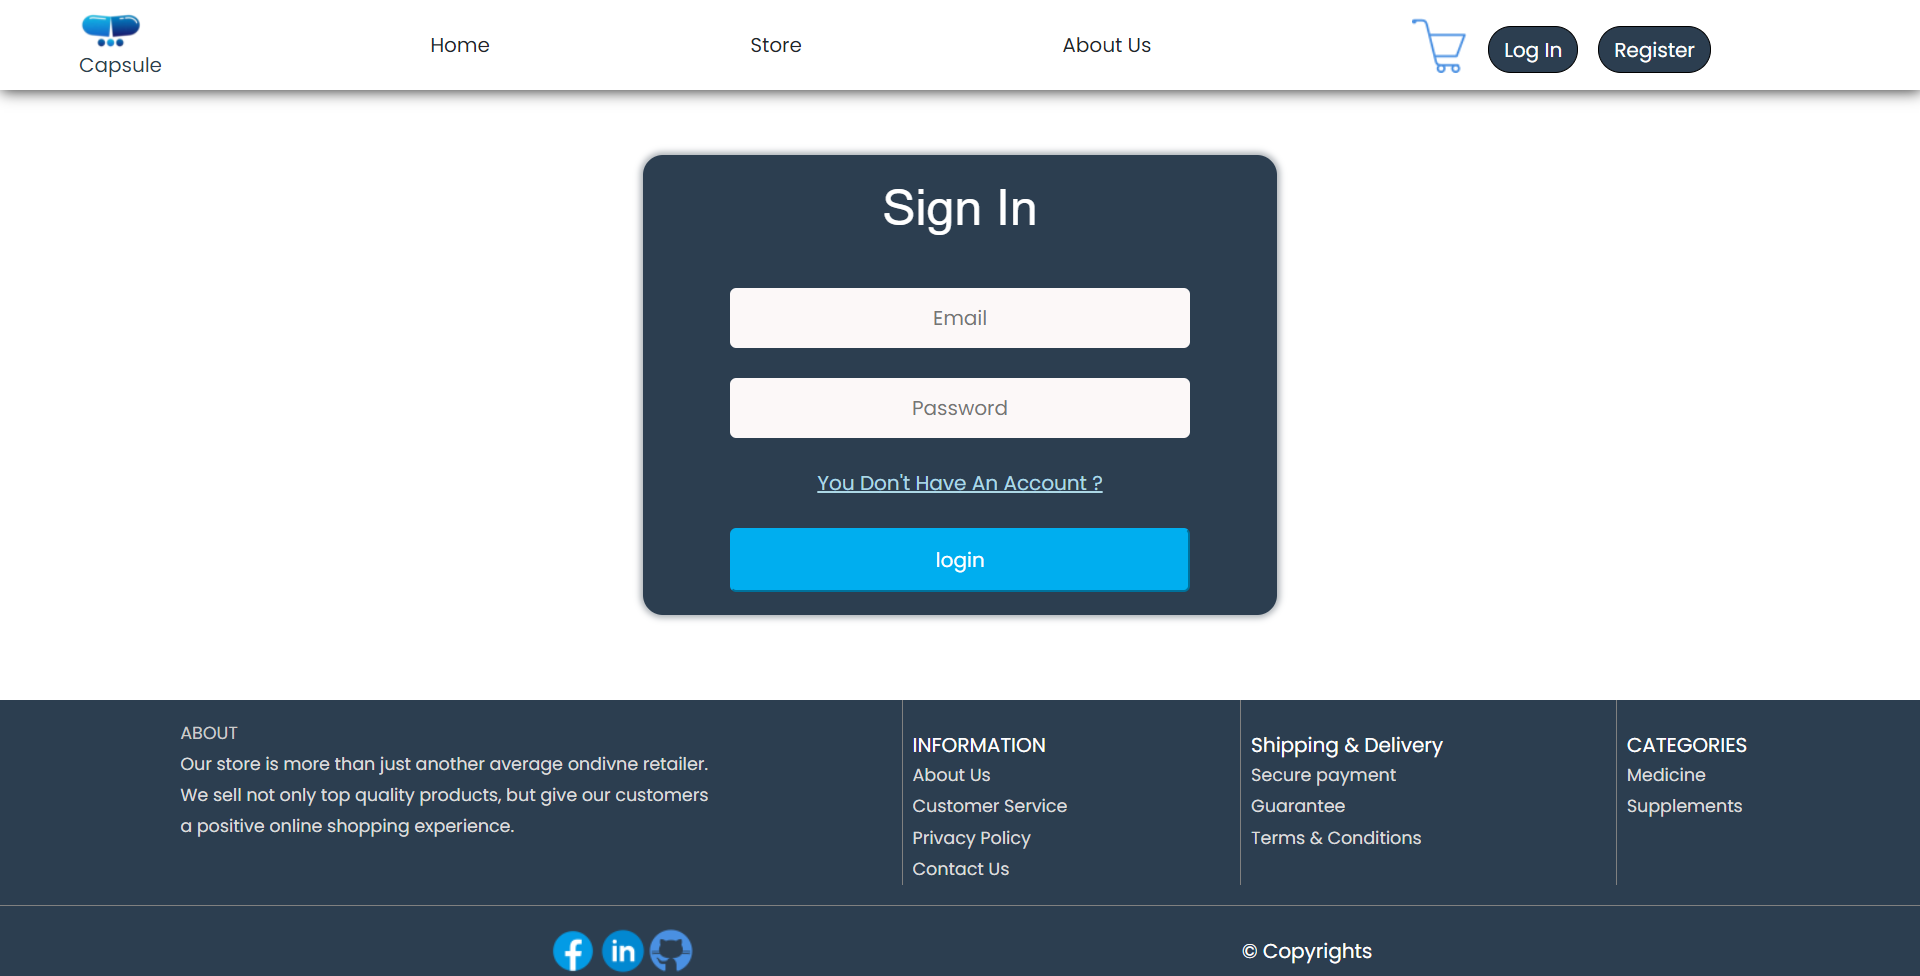 Capsule
Home
Store
About Us
Log In
Register
Sign In
Email
Password
You Don't Have An Account ?
login
ABOUT
Our store is more than just another average ondivne retailer.
We sell not only top quality products, but give our customers
a positive online shopping experience.
INFORMATION
About Us
Customer Service
Privacy Policy
Contact Us
Shipping & Delivery
Secure payment
Guarantee
Terms & Conditions
CATEGORIES
Medicine
Supplements
f
in
© Copyrights